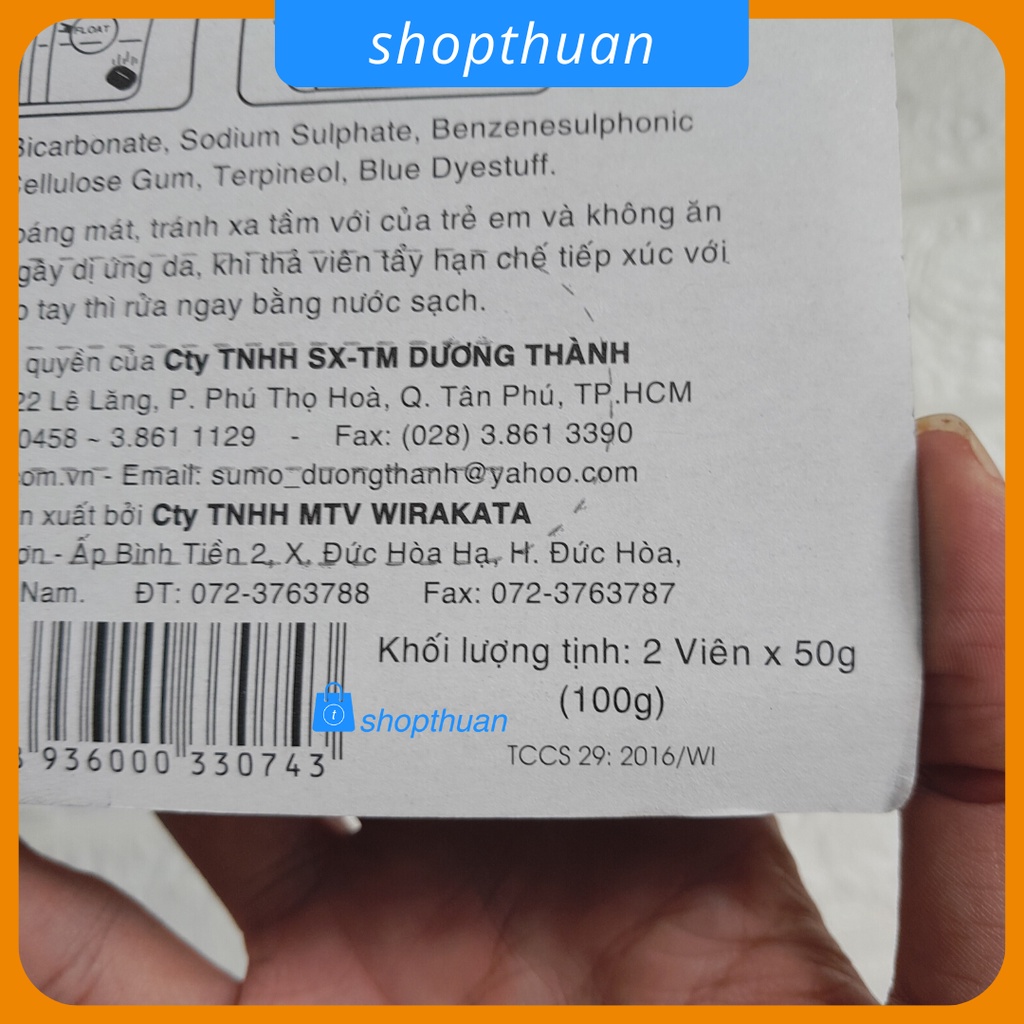 shopthuan
FLOAT
Bicarbonate, Sodium Sulphate, Benzenesulphonic
Cellulose Gum, Terpineol, Blue Dyestuff.
mát, tránh xa tầm với của trẻ em và không ăn
gây dị ứng da, khi thả viên tẩy hạn chế tiếp xúc với
tay thì rửa ngay bằng nước sạch.
quyền của Cty TNHH SX-TM DƯƠNG THÀNH
22 Lê Lăng, P. Phú Thọ Hoà, Q. Tân Phú, TP.HCM
0458 ~ 3.861 1129 - Fax: (028) 3.861 3390
om.vn - Email: sumo_duongthanh@yahoo.com
xuất bởi Cty TNHH MTV WIRAKATA
ơn - Ấp Bình Tiền 2, X. Đức Hòa Hạ, H. Đức Hòa,
Nam. ĐT: 072-3763788 Fax: 072-3763787
Khối lượng tịnh: 2 Viên x 50g
(100g)
shopthuan
8 936000 330743
TCCS 29: 2016/WI